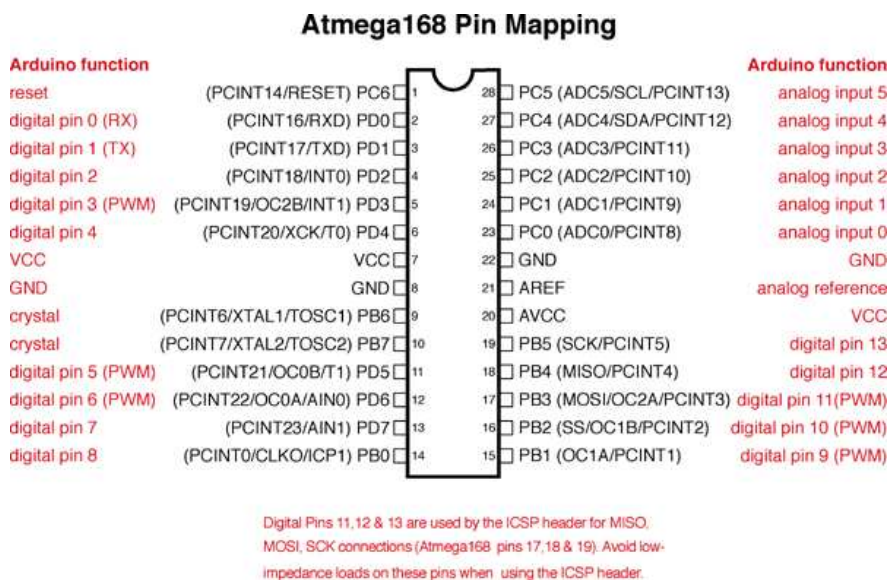 Atmega168 Pin Mapping
Arduino function Arduino function
reset (PCINT14/RESET) PC6 1 28 PC5 (ADC5/SCL/PCINT13) analog input 5
digital pin 0 (RX) (PCINT16/RXD) PD0 2 27 PC4 (ADC4/SDA/PCINT12) analog input 4
digital pin 1 (TX) (PCINT17/TXD) PD1 3 26 PC3 (ADC3/PCINT11) analog input 3
digital pin 2 (PCINT18/INT0) PD2 4 25 PC2 (ADC2/PCINT10) analog input 2
digital pin 3 (PWM) (PCINT19/OC2B/INT1) PD3 5 24 PC1 (ADC1/PCINT9) analog input 1
digital pin 4 (PCINT20/XCK/T0) PD4 6 23 PC0 (ADC0/PCINT8) analog input 0
VCC VCC 7 22 GND GND
GND GND 8 21 AREF analog reference
crystal (PCINT6/XTAL1/TOSC1) PB6 9 20 AVCC VCC
crystal (PCINT7/XTAL2/TOSC2) PB7 10 19 PB5 (SCK/PCINT5) digital pin 13
digital pin 5 (PWM) (PCINT21/OC0B/T1) PD5 11 18 PB4 (MISO/PCINT4) digital pin 12
digital pin 6 (PWM) (PCINT22/OC0A/AIN0) PD6 12 17 PB3 (MOSI/OC2A/PCINT3) digital pin 11(PWM)
digital pin 7 (PCINT23/AIN1) PD7 13 16 PB2 (SS/OC1B/PCINT2) digital pin 10 (PWM)
digital pin 8 (PCINT0/CLKO/ICP1) PB0 14 15 PB1 (OC1A/PCINT1) digital pin 9 (PWM)
Digital Pins 11,12 & 13 are used by the ICSP header for MISO,
MOSI, SCK connections (Atmega168 pins 17,18 & 19). Avoid low-
impedance loads on these pins when using the ICSP header.